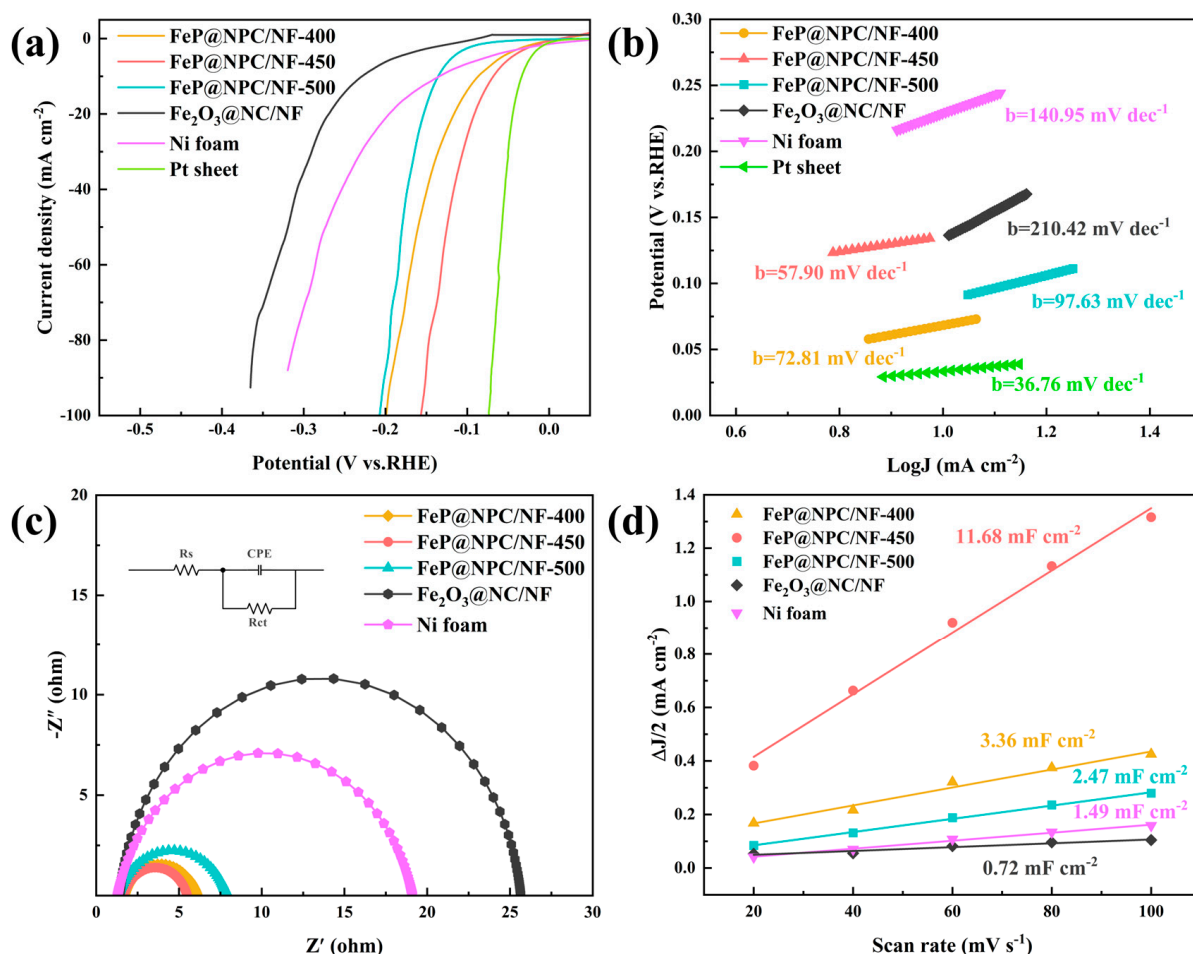 (a)
FeP@NPC/NF-400
FeP@NPC/NF-450
FeP@NPC/NF-500
Fe₂O₃@NC/NF
Ni foam
Pt sheet
0
-20
-40
-60
-80
-100
Current density (mA cm⁻²)
-0.5 -0.4 -0.3 -0.2 -0.1 0.0
Potential (V vs.RHE)
(b)
FeP@NPC/NF-400
FeP@NPC/NF-450
FeP@NPC/NF-500
Fe₂O₃@NC/NF
Ni foam
Pt sheet
b=140.95 mV dec⁻¹
b=210.42 mV dec⁻¹
b=57.90 mV dec⁻¹
b=97.63 mV dec⁻¹
b=72.81 mV dec⁻¹
b=36.76 mV dec⁻¹
0.30
0.25
0.20
0.15
0.10
0.05
0.00
Potential (V vs.RHE)
0.6 0.8 1.0 1.2 1.4
LogJ (mA cm⁻²)
(c)
FeP@NPC/NF-400
FeP@NPC/NF-450
FeP@NPC/NF-500
Fe₂O₃@NC/NF
Ni foam
Rs
CPE
Rct
20
15
10
5
0
-Z″ (ohm)
0 5 10 15 20 25 30
Z′ (ohm)
(d)
FeP@NPC/NF-400
FeP@NPC/NF-450
FeP@NPC/NF-500
Fe₂O₃@NC/NF
Ni foam
11.68 mF cm⁻²
3.36 mF cm⁻²
2.47 mF cm⁻²
1.49 mF cm⁻²
0.72 mF cm⁻²
1.4
1.2
1.0
0.8
0.6
0.4
0.2
0.0
ΔJ/2 (mA cm⁻²)
20 40 60 80 100
Scan rate (mV s⁻¹)